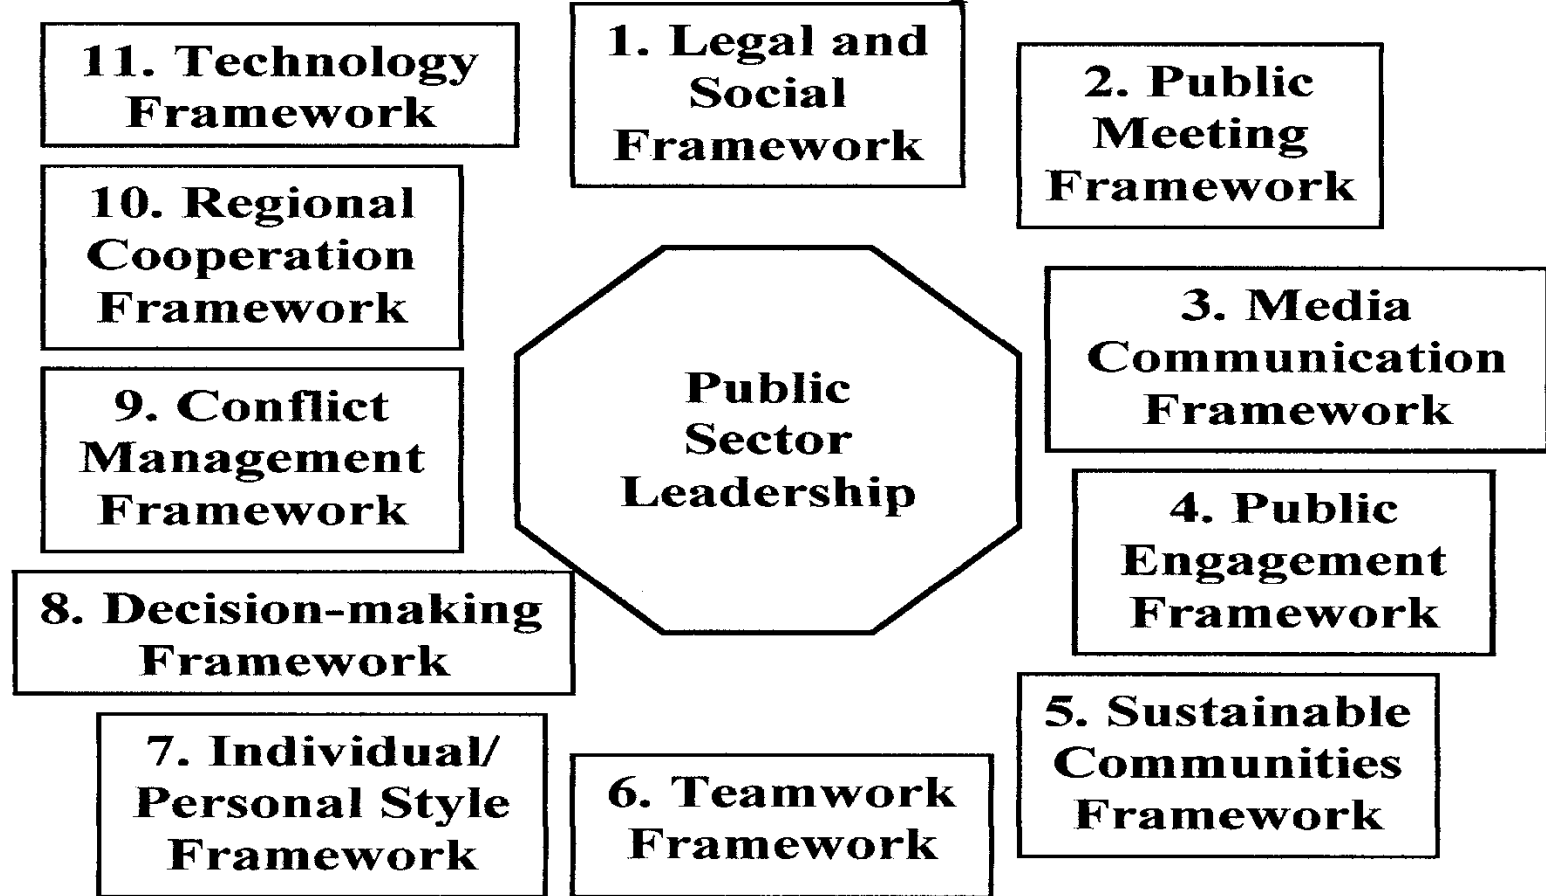 11. Technology
Framework
1. Legal and
Social
Framework
2. Public
Meeting
Framework
10. Regional
Cooperation
Framework
3. Media
Communication
Framework
Public
Sector
Leadership
9. Conflict
Management
Framework
4. Public
Engagement
Framework
8. Decision-making
Framework
5. Sustainable
Communities
Framework
7. Individual/
Personal Style
Framework
6. Teamwork
Framework